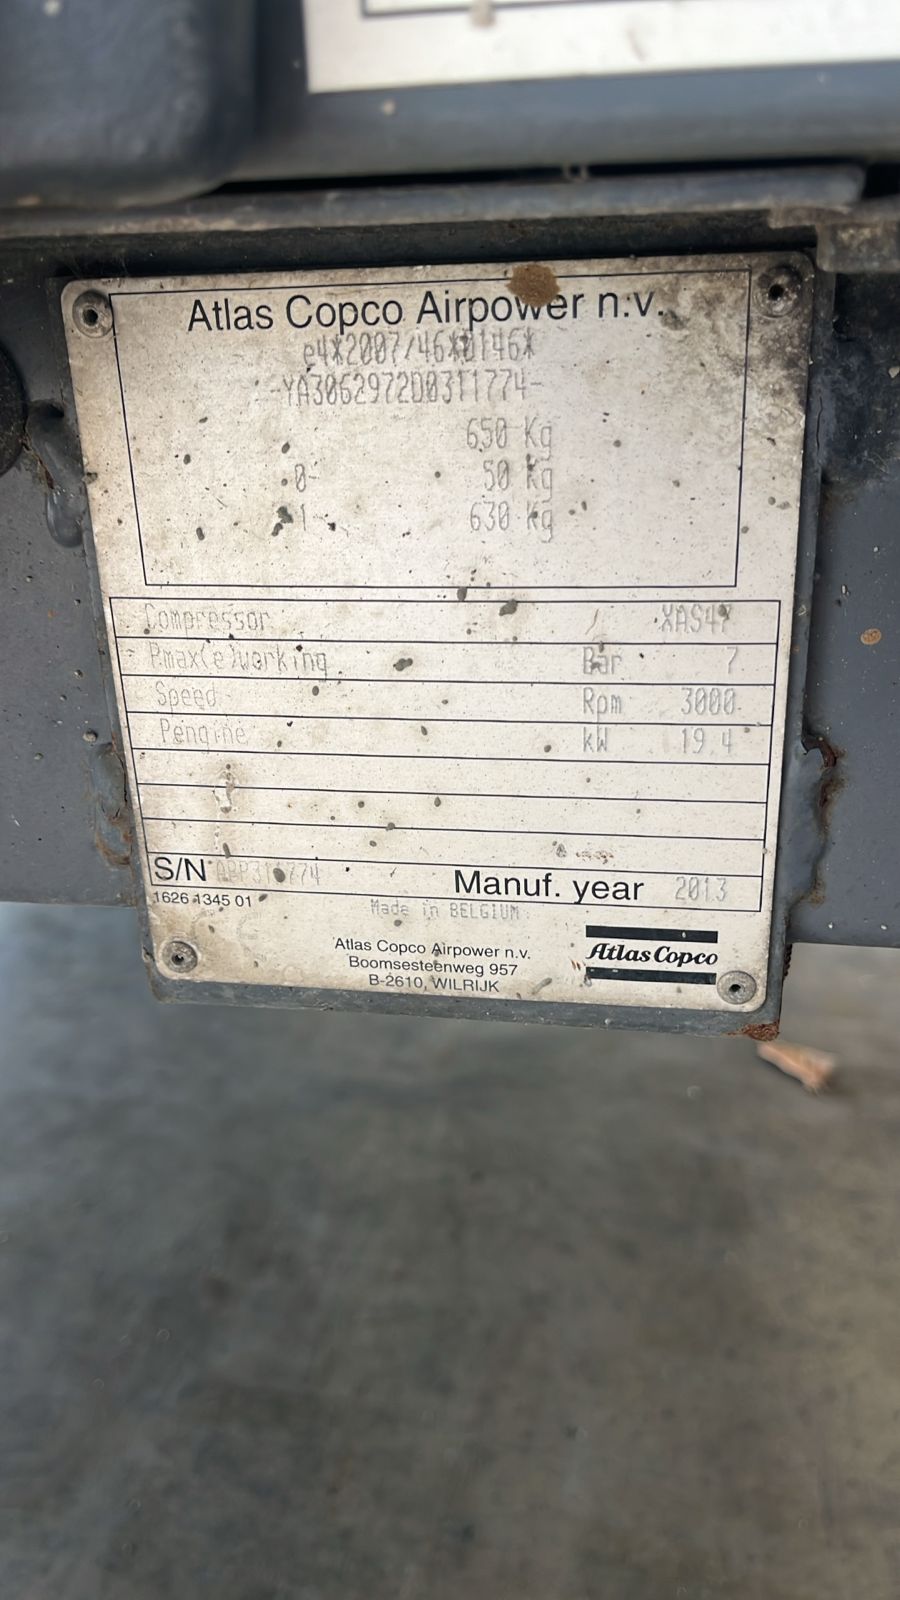 Atlas Copco Airpower n.v.
e4*2007/46*0146*
-YA3062972D0311774-
650 Kg
0- 50 Kg
1- 630 Kg
Compressor XAS47
Pmax(e)working Bar 7
Speed Rpm 3000
Pengine kW 19.4
S/N APP311774 Manuf. year 2013
1626 1345 01
Made in BELGIUM
Atlas Copco Airpower n.v.
Boomsesteenweg 957
B-2610, WILRIJK
Atlas Copco